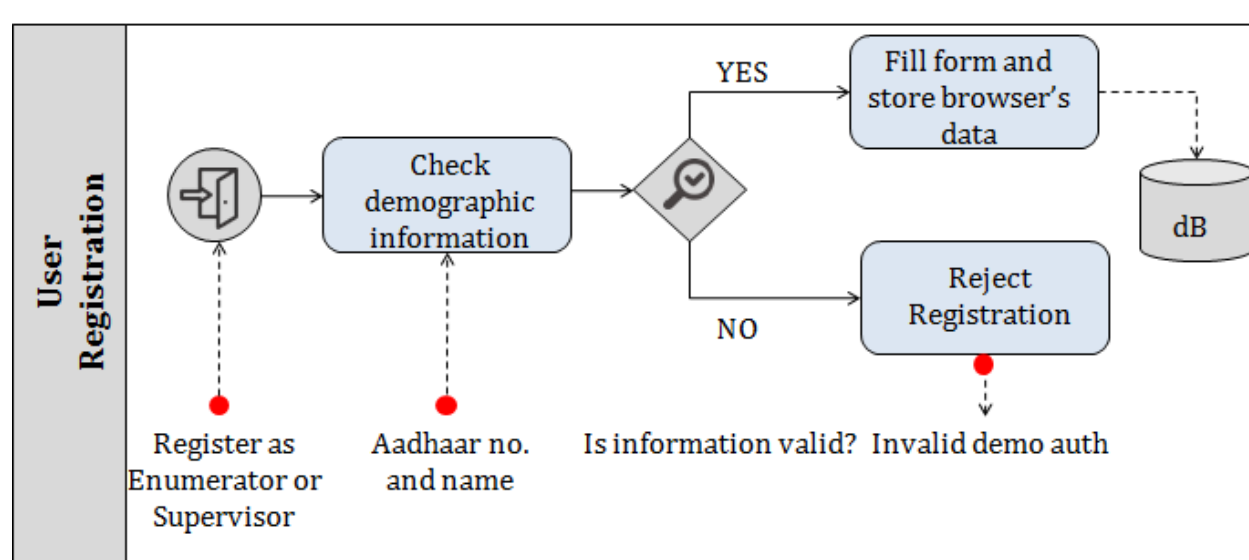 User
Registration
Check
demographic
information
YES
Fill form and
store browser's
data
dB
NO
Reject
Registration
Register as
Enumerator or
Supervisor
Aadhaar no.
and name
Is information valid?
Invalid demo auth